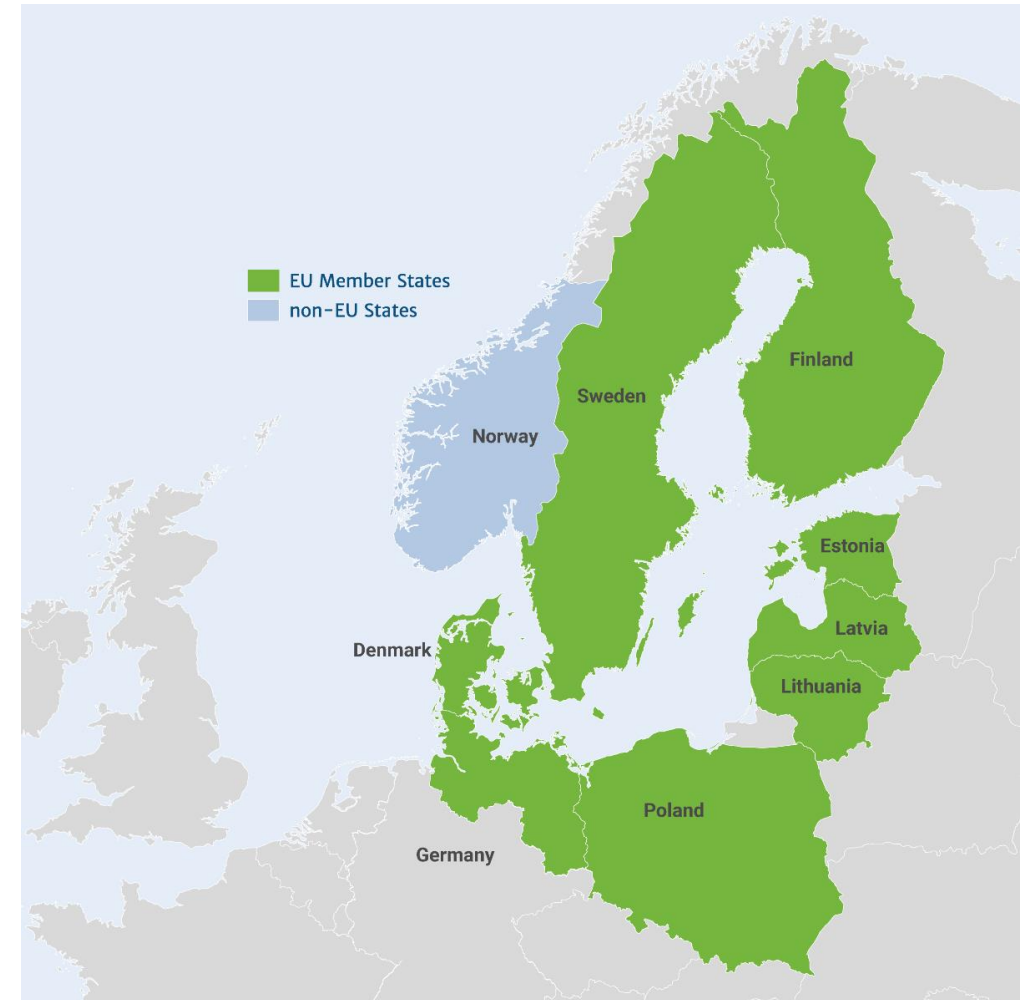 EU Member States
non-EU States
Finland
Sweden
Norway
Estonia
Latvia
Denmark
Lithuania
Poland
Germany